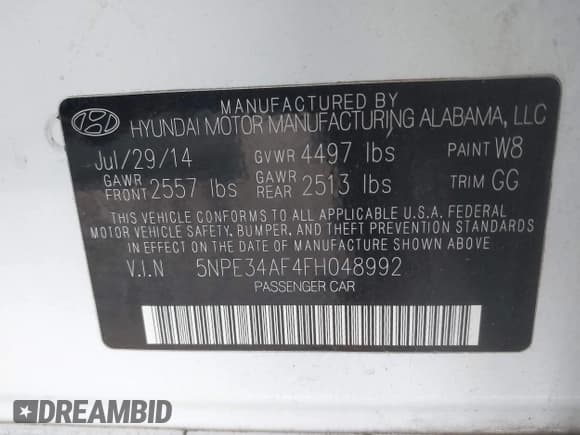 MANUFACTURED BY
HYUNDAI MOTOR MANUFACTURING ALABAMA, LLC
Jul/29/14 GVWR 4497 lbs PAINT W8
GAWR FRONT 2557 lbs GAWR REAR 2513 lbs TRIM GG
THIS VEHICLE CONFORMS TO ALL APPLICABLE U.S.A. FEDERAL
MOTOR VEHICLE SAFETY, BUMPER, AND THEFT PREVENTION STANDARDS
IN EFFECT ON THE DATE OF MANUFACTURE SHOWN ABOVE
V.I.N 5NPE34AF4FH048992
PASSENGER CAR
DREAMBID